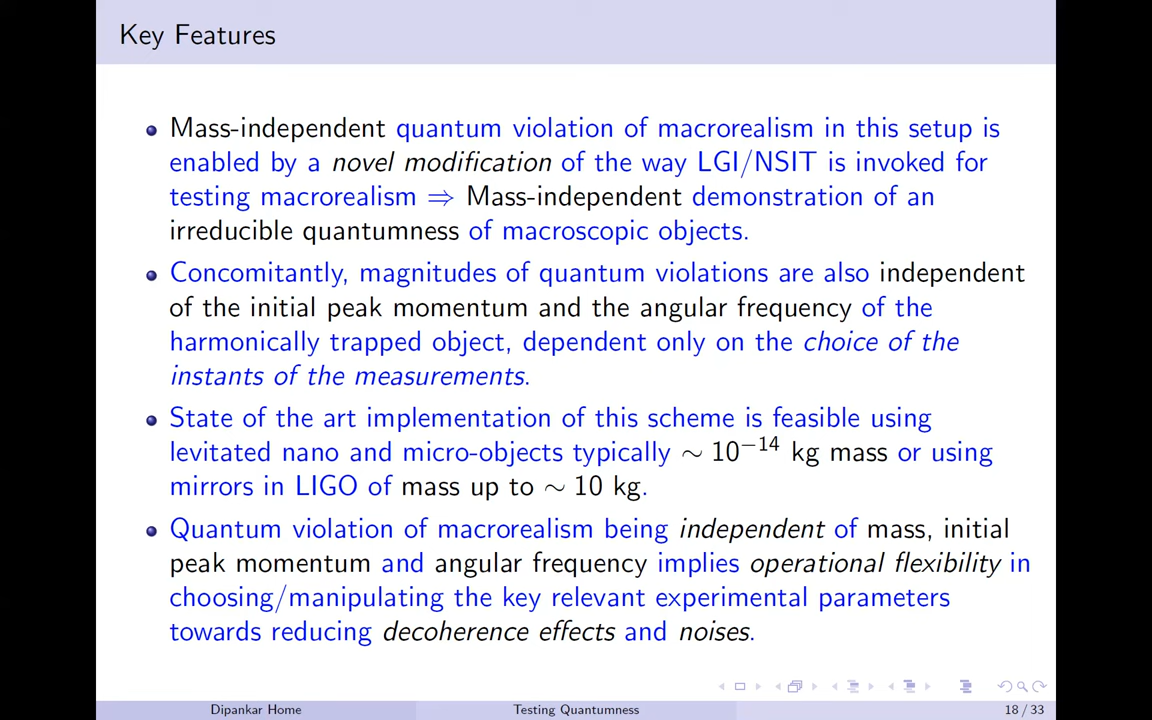 Key Features
Mass-independent quantum violation of macrorealism in this setup is
enabled by a novel modification of the way LGI/NSIT is invoked for
testing macrorealism ⇒ Mass-independent demonstration of an
irreducible quantumness of macroscopic objects.
Concomitantly, magnitudes of quantum violations are also independent
of the initial peak momentum and the angular frequency of the
harmonically trapped object, dependent only on the choice of the
instants of the measurements.
State of the art implementation of this scheme is feasible using
levitated nano and micro-objects typically ∼ 10⁻¹⁴ kg mass or using
mirrors in LIGO of mass up to ∼ 10 kg.
Quantum violation of macrorealism being independent of mass, initial
peak momentum and angular frequency implies operational flexibility in
choosing/manipulating the key relevant experimental parameters
towards reducing decoherence effects and noises.
Dipankar Home Testing Quantumness 18 / 33